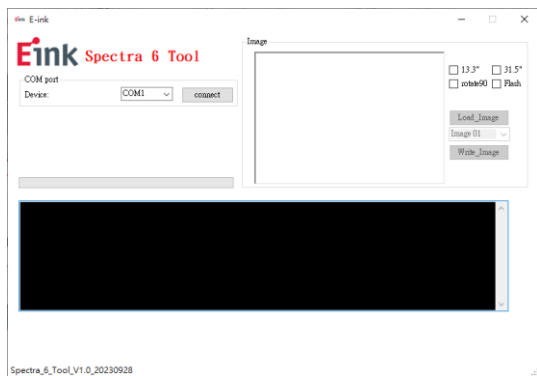 E-ink
Eink Spectra 6 Tool
COM port
Device: COM1 connect
Image
13.3" 31.5"
rotate90 Flash
Load_Image
Image 01
Write_Image
Spectra_6_Tool_V1.0_20230928